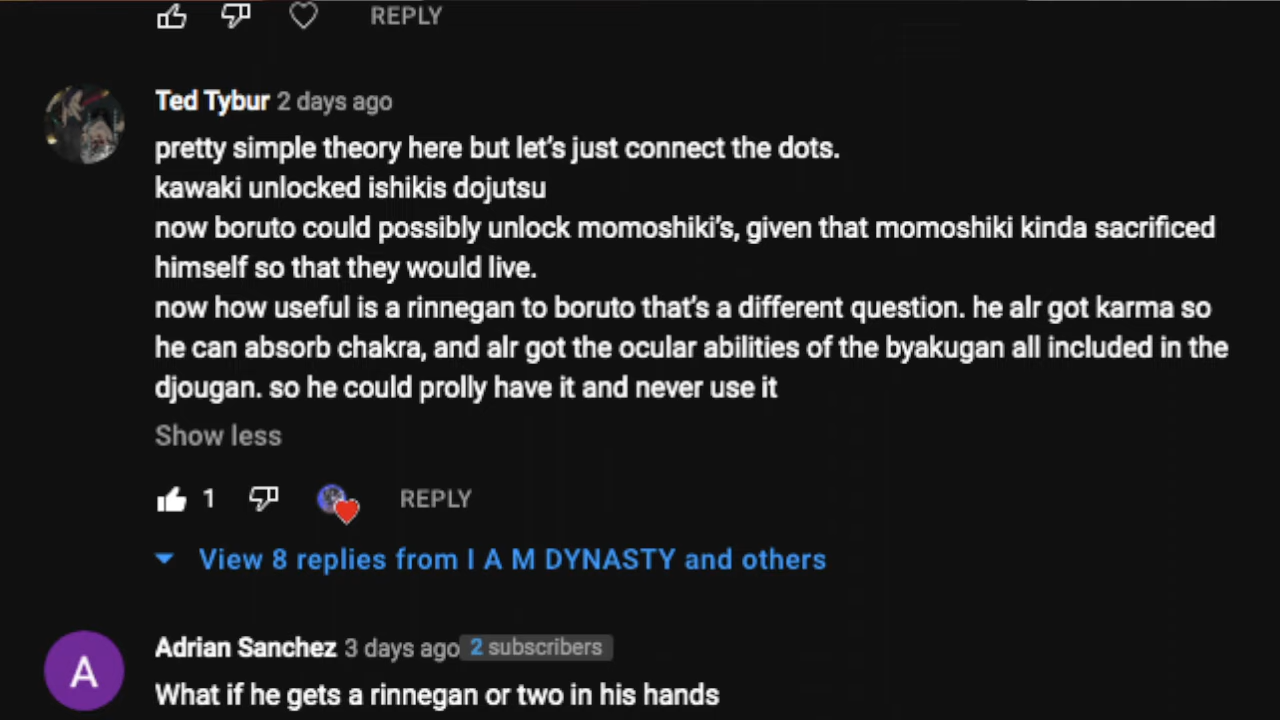 REPLY
Ted Tybur 2 days ago
pretty simple theory here but let's just connect the dots.
kawaki unlocked ishikis dojutsu
now boruto could possibly unlock momoshiki's, given that momoshiki kinda sacrificed
himself so that they would live.
now how useful is a rinnegan to boruto that's a different question. he alr got karma so
he can absorb chakra, and alr got the ocular abilities of the byakugan all included in the
djougan. so he could prolly have it and never use it
Show less
1 REPLY
View 8 replies from I A M DYNASTY and others
A
Adrian Sanchez 3 days ago 2 subscribers
What if he gets a rinnegan or two in his hands